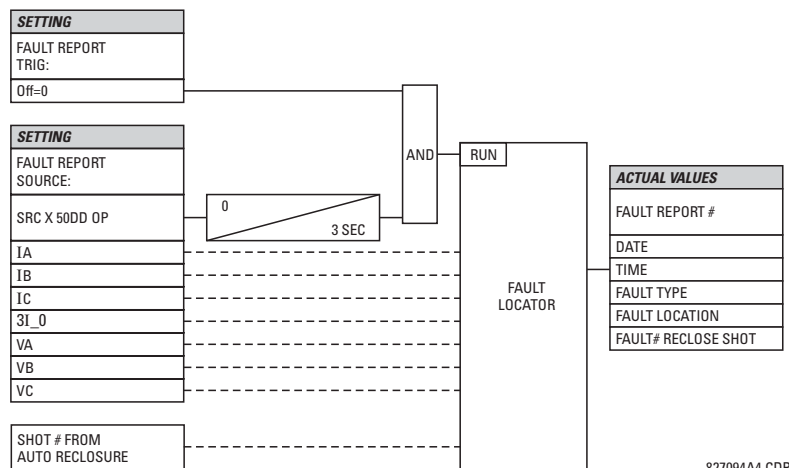 SETTING
FAULT REPORT
TRIG:
Off=0
SETTING
FAULT REPORT
SOURCE:
SRC X 50DD OP
IA
IB
IC
3I_0
VA
VB
VC
SHOT # FROM
AUTO RECLOSURE
0
3 SEC
AND
RUN
FAULT
LOCATOR
ACTUAL VALUES
FAULT REPORT #
DATE
TIME
FAULT TYPE
FAULT LOCATION
FAULT# RECLOSE SHOT
827094A4.CDR